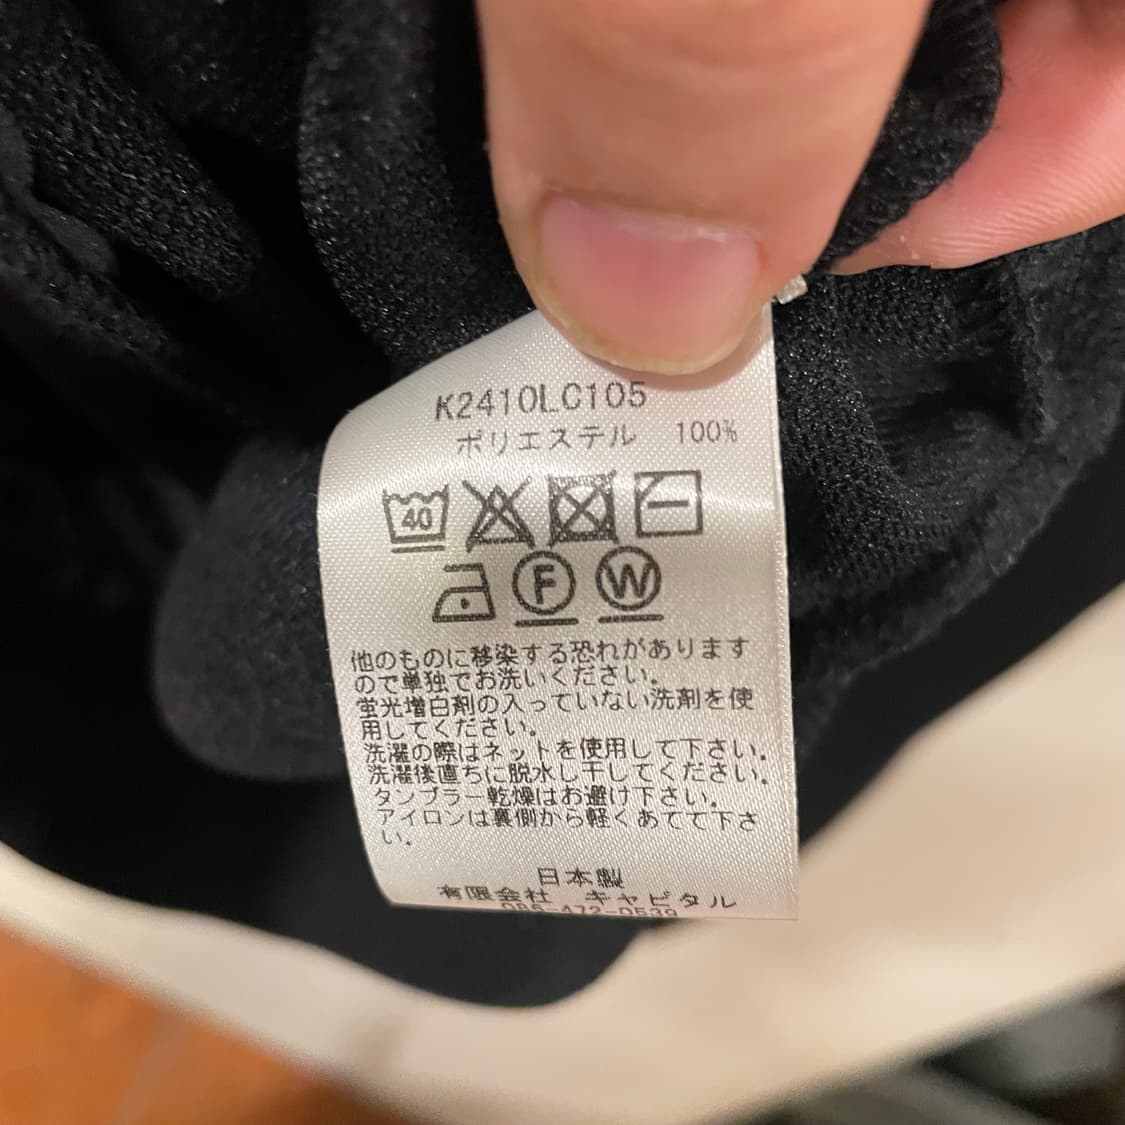 K2410LC105
ポリエステル 100%
40
F W
他のものに移染する恐れがあります
ので単独でお洗いください。
蛍光増白剤の入っていない洗剤を使
用してください。
洗濯の際はネットを使用して下さい。
洗濯後直ちに脱水し干してください。
タンブラー乾燥はお避け下さい。
アイロンは裏側から軽くあてて下さ
い。
日本製
有限会社 キャピタル
086-472-0539